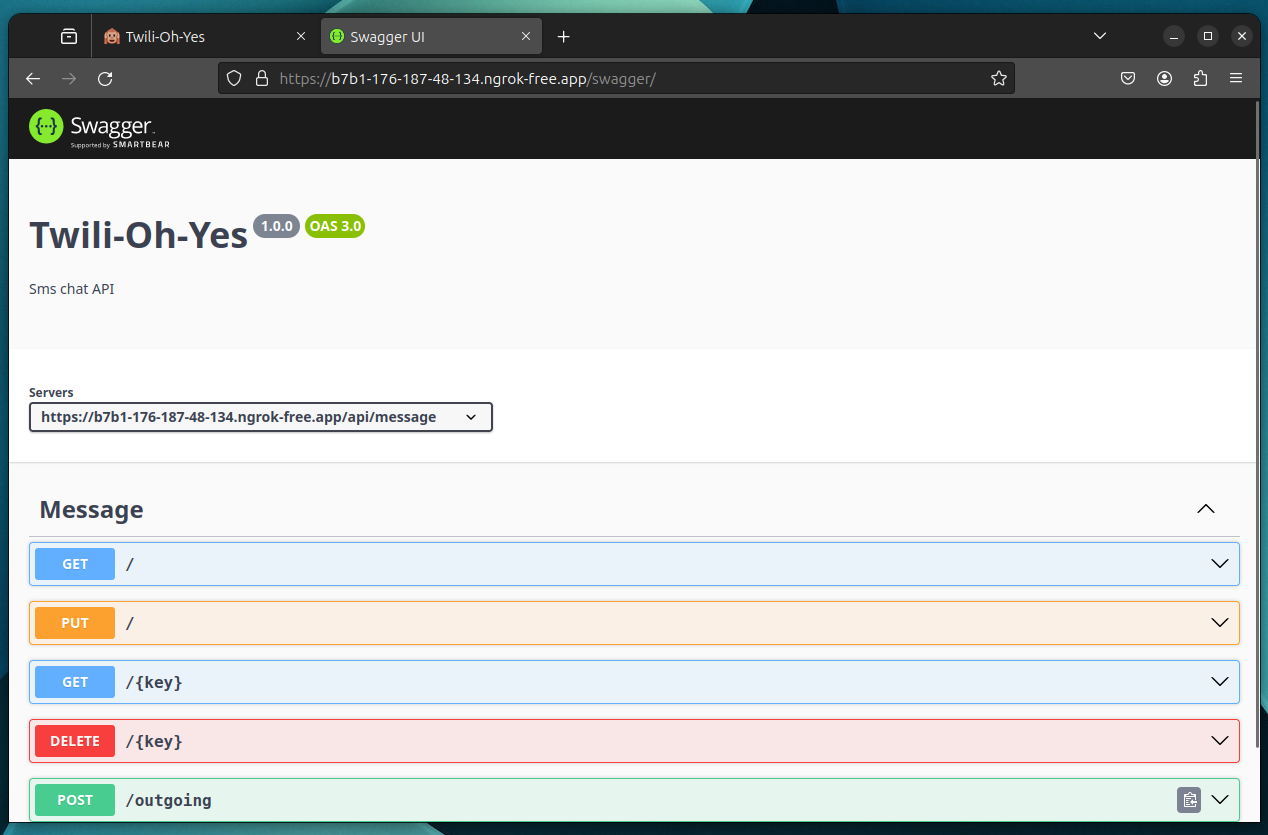 Twili-Oh-Yes
Swagger UI
https://b7b1-176-187-48-134.ngrok-free.app/swagger/
{··} Swagger
Supported by SMARTBEAR
Twili-Oh-Yes 1.0.0 OAS 3.0
Sms chat API
Servers
https://b7b1-176-187-48-134.ngrok-free.app/api/message
Message
GET /
PUT /
GET /{key}
DELETE /{key}
POST /outgoing